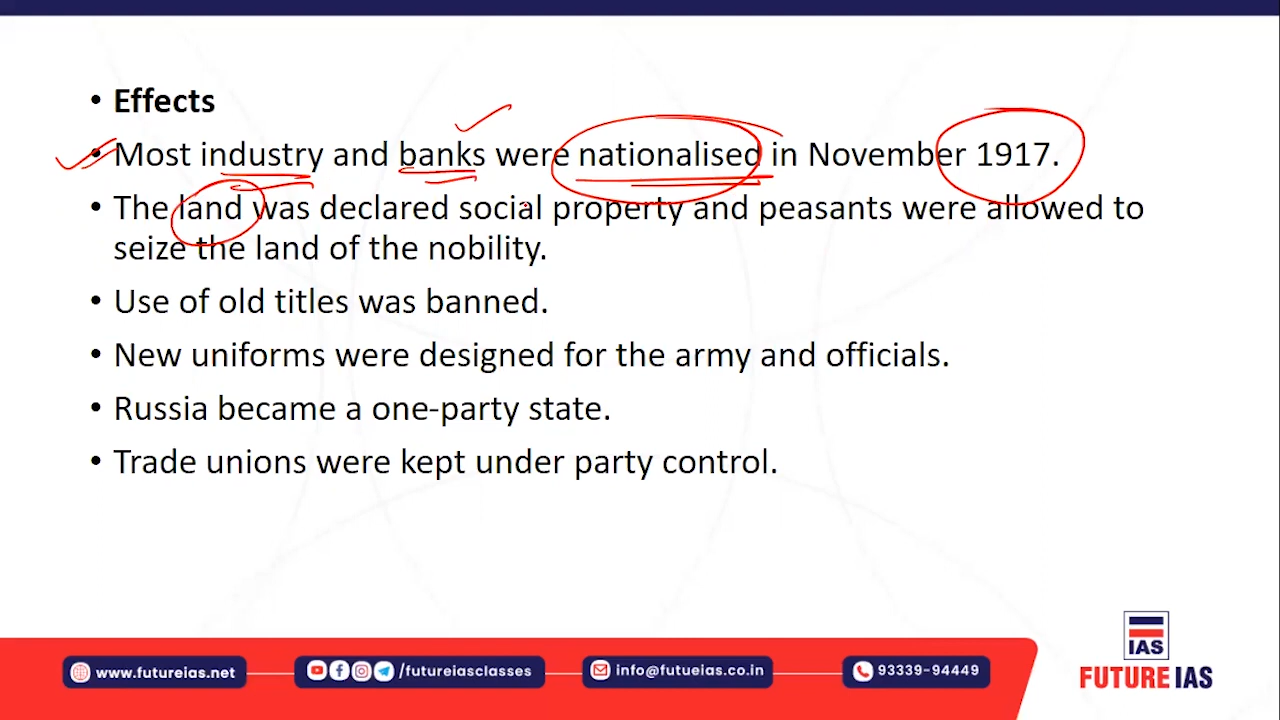 • Effects
• Most industry and banks were nationalised in November 1917.
• The land was declared social property and peasants were allowed to
seize the land of the nobility.
• Use of old titles was banned.
• New uniforms were designed for the army and officials.
• Russia became a one-party state.
• Trade unions were kept under party control.
IAS
FUTURE IAS
www.futureias.net
/futureiasclasses
info@futueias.co.in
93339-94449